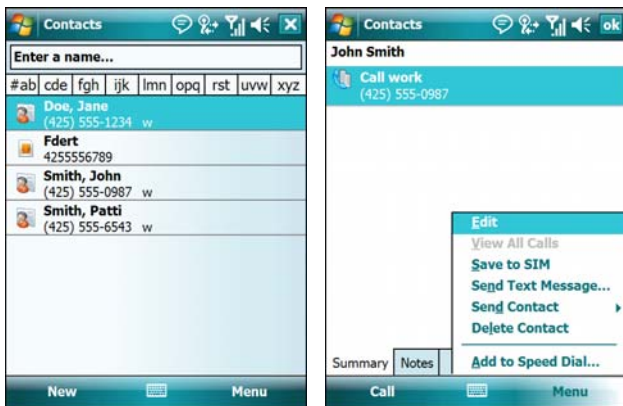 Contacts
Enter a name...
#ab cde fgh ijk lmn opq rst uvw xyz
Doe, Jane
(425) 555-1234 w
Fdert
4255556789
Smith, John
(425) 555-0987 w
Smith, Patti
(425) 555-6543 w
New Menu
Contacts ok
John Smith
Call work
(425) 555-0987
Edit
View All Calls
Save to SIM
Send Text Message...
Send Contact
Delete Contact
Add to Speed Dial...
Summary Notes
Call Menu